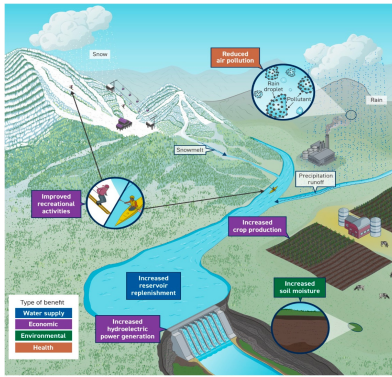 Snow
Reduced
air pollution
Rain
droplet
Pollutant
Rain
Snowmelt
Precipitation
runoff
Improved
recreational
activities
Increased
crop production
Increased
reservoir
replenishment
Increased
soil moisture
Increased
hydroelectric
power generation
Type of benefit
Water supply
Economic
Environmental
Health